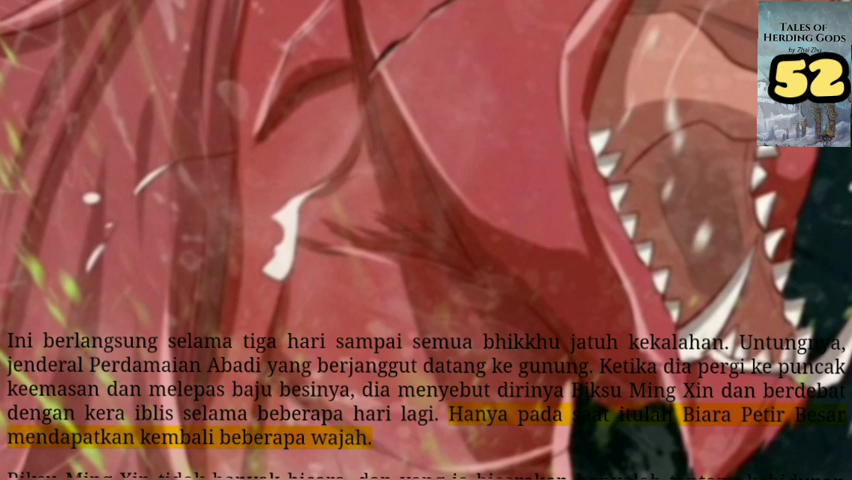 TALES OF
HERDING GODS
by Zhai Zhu
52
Ini berlangsung selama tiga hari sampai semua bhikkhu jatuh kekalahan. Untungnya,
jenderal Perdamaian Abadi yang berjanggut datang ke gunung. Ketika dia pergi ke puncak
keemasan dan melepas baju besinya, dia menyebut dirinya Biksu Ming Xin dan berdebat
dengan kera iblis selama beberapa hari lagi. Hanya pada saat itulah Biara Petir Besar
mendapatkan kembali beberapa wajah.